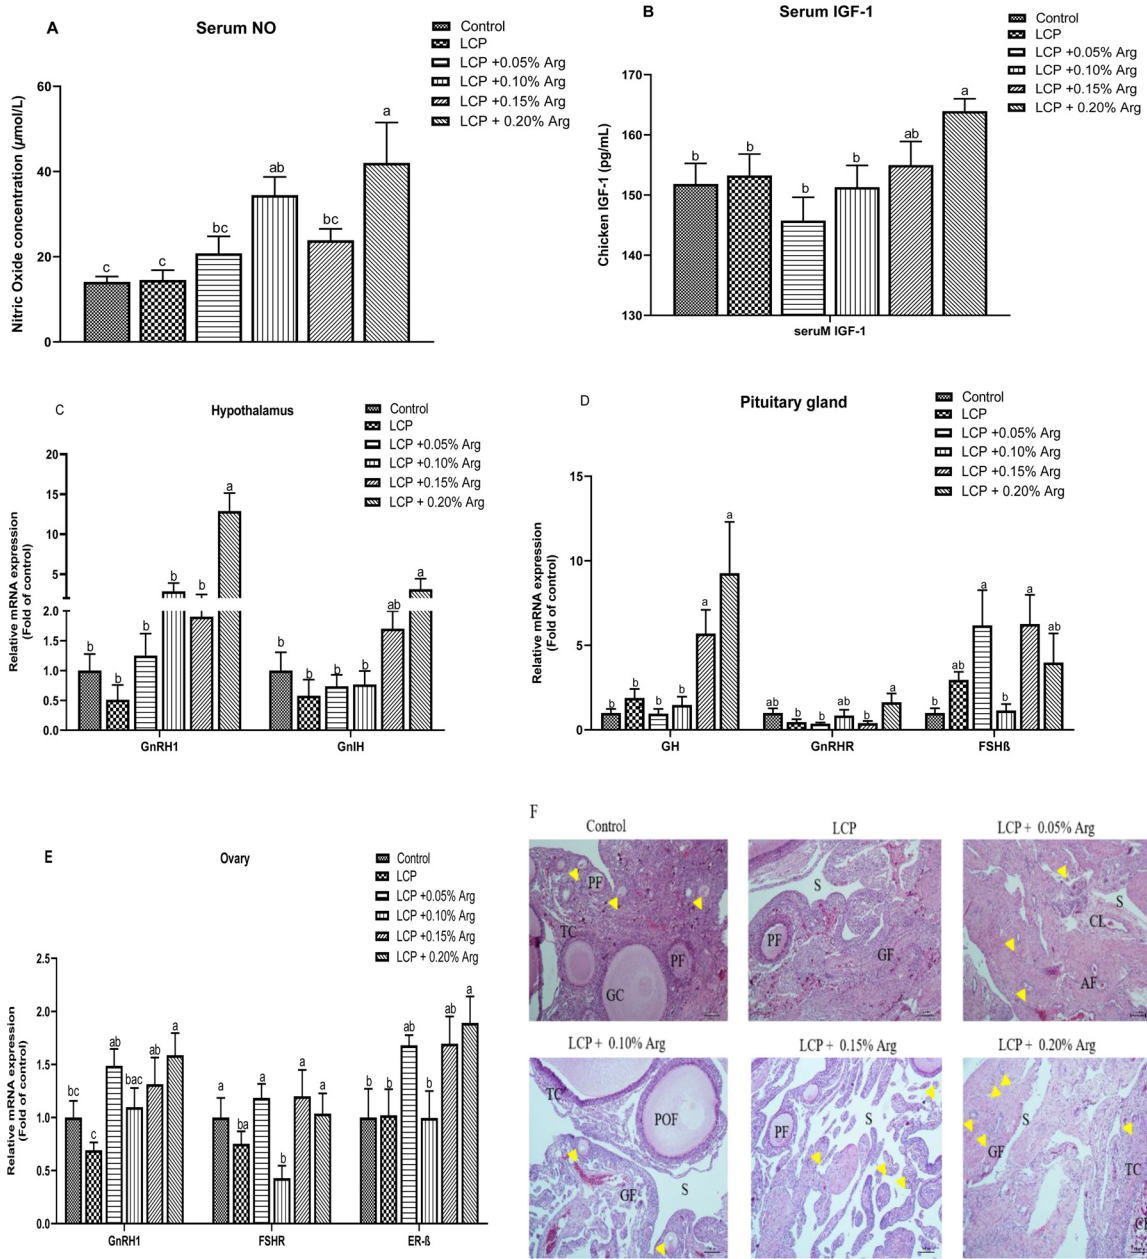 A
Serum NO
Control
LCP
LCP +0.05% Arg
LCP +0.10% Arg
LCP +0.15% Arg
LCP + 0.20% Arg
Nitric Oxide concentration (µmol/L)
60
40
20
0
c
c
bc
ab
bc
a
B
Serum IGF-1
Control
LCP
LCP +0.05% Arg
LCP +0.10% Arg
LCP +0.15% Arg
LCP + 0.20% Arg
Chicken IGF-1 (pg/mL)
170
160
150
140
130
b
b
b
b
ab
a
seruM IGF-1
C
Hypothalamus
Control
LCP
LCP +0.05% Arg
LCP +0.10% Arg
LCP +0.15% Arg
LCP + 0.20% Arg
Relative mRNA expression
(Fold of control)
20
15
10
5
2.0
1.5
1.0
0.5
0.0
b
b
b
b
b
a
b
b
b
b
ab
a
GnRH1
GnIH
D
Pituitary gland
Control
LCP
LCP +0.05% Arg
LCP +0.10% Arg
LCP +0.15% Arg
LCP + 0.20% Arg
Relative mRNA expression
(Fold of control)
15
10
5
0
b
b
b
b
a
a
ab
b
b
ab
b
a
b
ab
a
b
a
ab
GH
GnRHR
FSHß
E
Ovary
Control
LCP
LCP +0.05% Arg
LCP +0.10% Arg
LCP +0.15% Arg
LCP + 0.20% Arg
Relative mRNA expression
(Fold of control)
2.5
2.0
1.5
1.0
0.5
0.0
bc
c
ab
bac
ab
a
a
ba
a
b
a
a
b
b
ab
b
ab
a
GnRH1
FSHR
ER-ß
F
Control
PF
TC
PF
GC
LCP
S
PF
GF
LCP + 0.05% Arg
S
CL
AF
LCP + 0.10% Arg
TC
POF
GF
S
LCP + 0.15% Arg
S
PF
LCP + 0.20% Arg
S
GF
TC